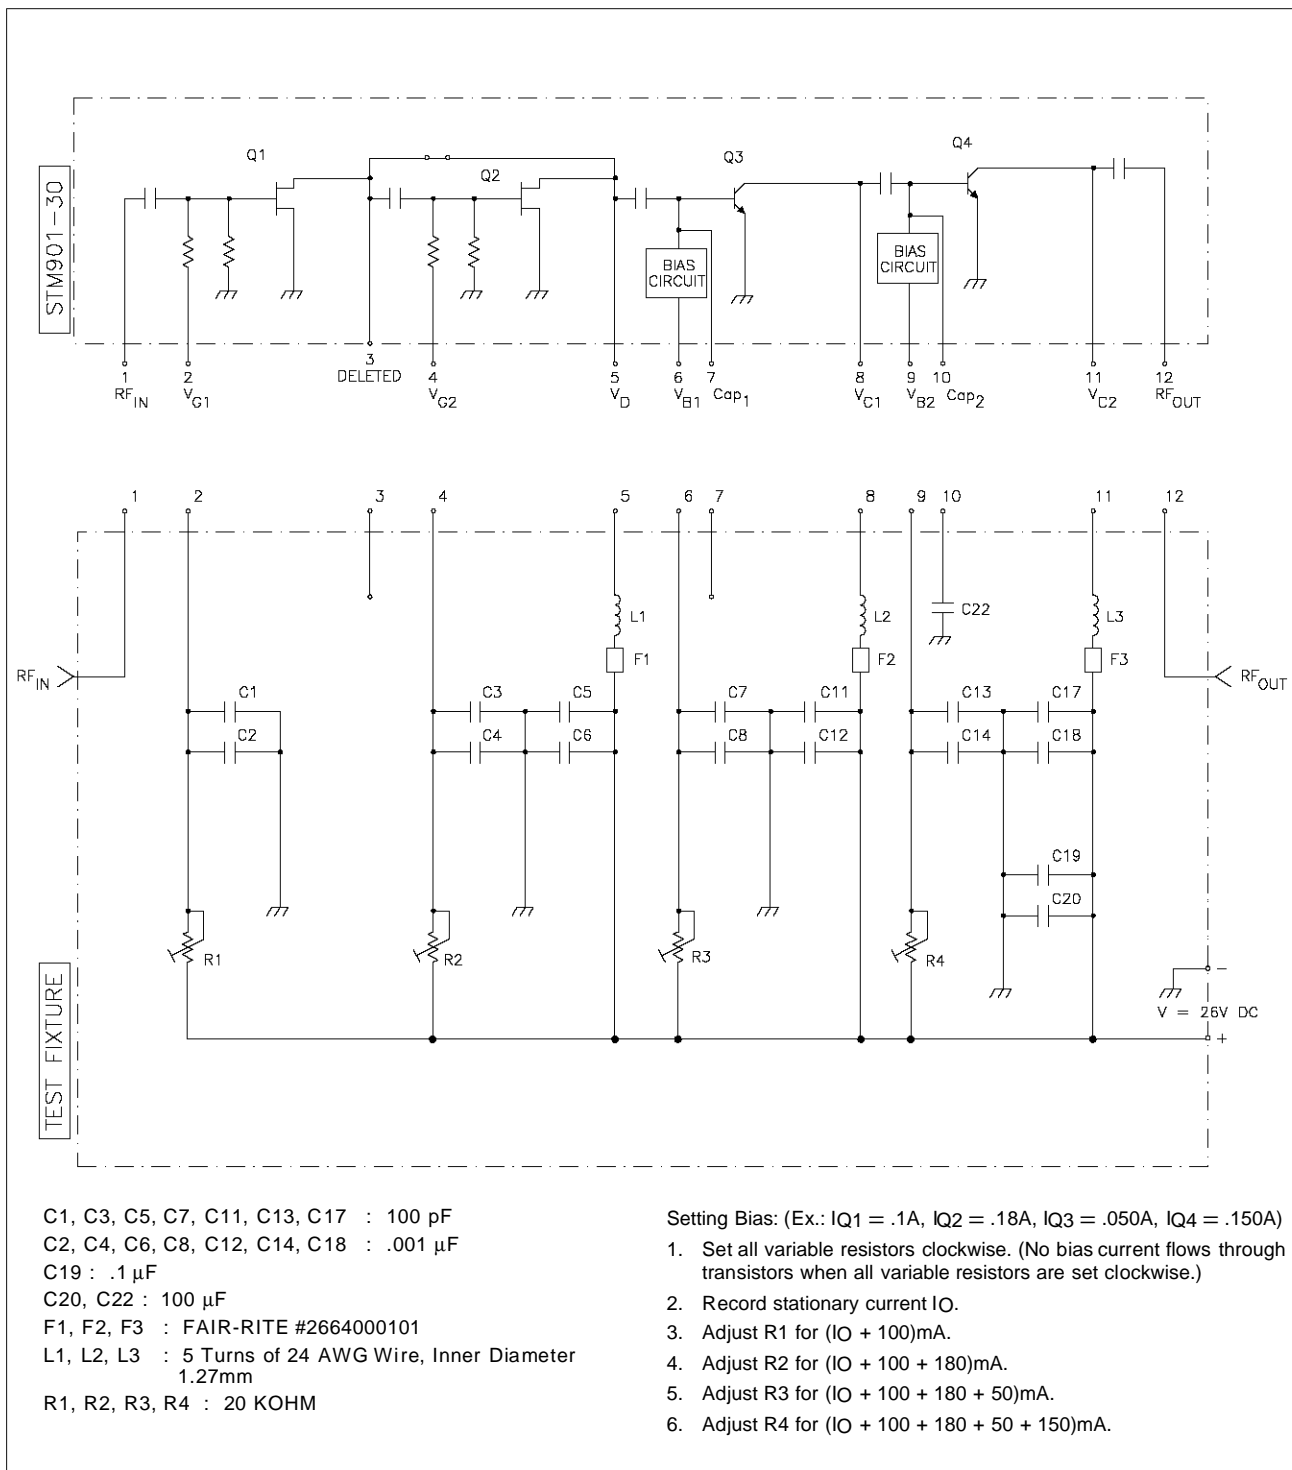 STM901-30
Q1
Q2
Q3
Q4
BIAS
CIRCUIT
BIAS
CIRCUIT
1
RFIN
2
VG1
3
DELETED
4
VG2
5
VD
6
VB1
7
Cap1
8
VC1
9
VB2
10
Cap2
11
VC2
12
RFOUT
1 2 3 4 5 6 7 8 9 10 11 12
L1 L2 C22 L3
RFIN F1 F2 F3 RFOUT
C1 C3 C5 C7 C11 C13 C17
C2 C4 C6 C8 C12 C14 C18
C19
C20
R1 R2 R3 R4
−
V = 26V DC
+
TEST FIXTURE
C1, C3, C5, C7, C11, C13, C17 : 100 pF
C2, C4, C6, C8, C12, C14, C18 : .001 μF
C19 : .1 μF
C20, C22 : 100 μF
F1, F2, F3 : FAIR-RITE #2664000101
L1, L2, L3 : 5 Turns of 24 AWG Wire, Inner Diameter
1.27mm
R1, R2, R3, R4 : 20 KOHM
Setting Bias: (Ex.: IQ1 = .1A, IQ2 = .18A, IQ3 = .050A, IQ4 = .150A)
1. Set all variable resistors clockwise. (No bias current flows through
transistors when all variable resistors are set clockwise.)
2. Record stationary current IO.
3. Adjust R1 for (IO + 100)mA.
4. Adjust R2 for (IO + 100 + 180)mA.
5. Adjust R3 for (IO + 100 + 180 + 50)mA.
6. Adjust R4 for (IO + 100 + 180 + 50 + 150)mA.